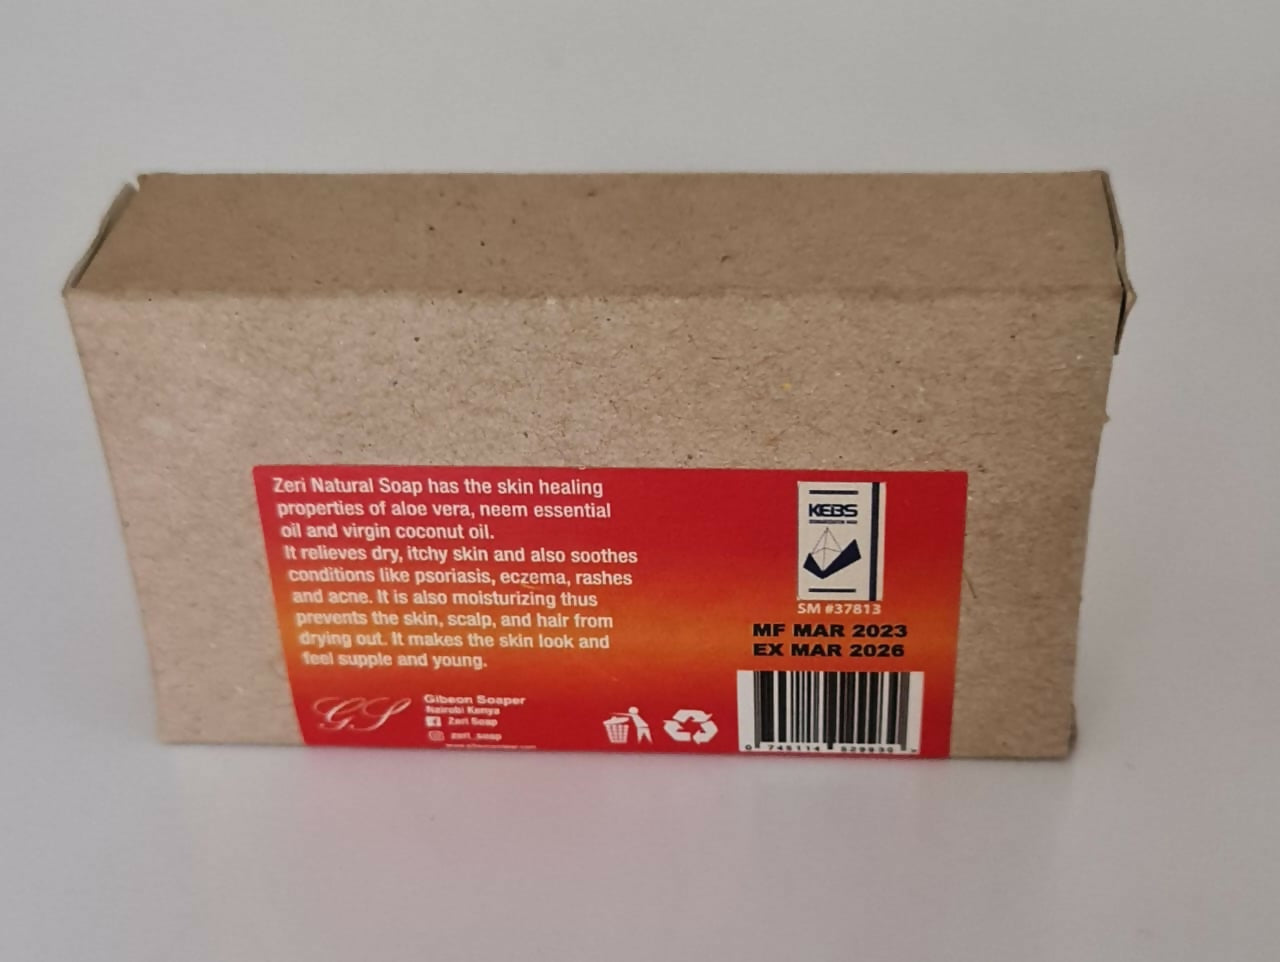 Zeri Natural Soap has the skin healing
properties of aloe vera, neem essential
oil and virgin coconut oil.
It relieves dry, itchy skin and also soothes
conditions like psoriasis, eczema, rashes
and acne. It is also moisturizing thus
prevents the skin, scalp, and hair from
drying out. It makes the skin look and
feel supple and young.
GS
Gibeon Soaper
Nairobi Kenya
Zeri Soap
zeri_soap
KEBS
SM #37813
MF MAR 2023
EX MAR 2026
0 745114 529930 >